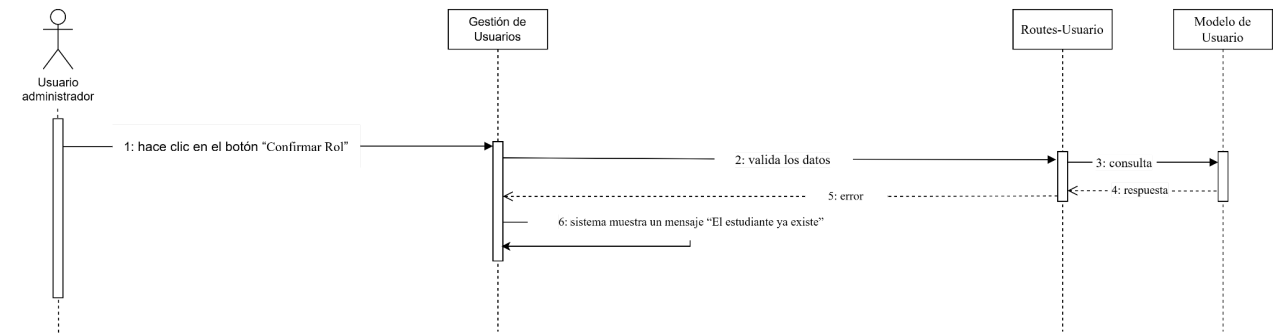 Gestión de
Usuarios
Routes-Usuario
Modelo de
Usuario
Usuario
administrador
1: hace clic en el botón “Confirmar Rol”
2: valida los datos
3: consulta
4: respuesta
5: error
6: sistema muestra un mensaje “El estudiante ya existe”